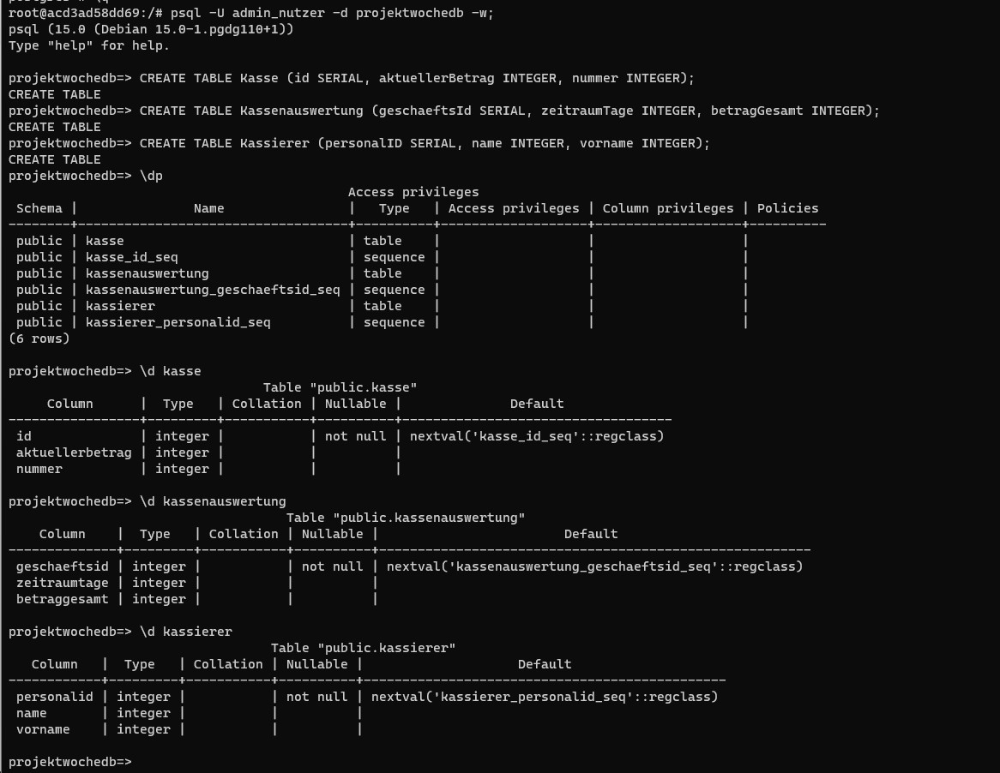 root@acd3ad58dd69:/# psql -U admin_nutzer -d projektwochedb -w;
psql (15.0 (Debian 15.0-1.pgdg110+1))
Type "help" for help.

projektwochedb=> CREATE TABLE Kasse (id SERIAL, aktuellerBetrag INTEGER, nummer INTEGER);
CREATE TABLE
projektwochedb=> CREATE TABLE Kassenauswertung (geschaeftsId SERIAL, zeitraumTage INTEGER, betragGesamt INTEGER);
CREATE TABLE
projektwochedb=> CREATE TABLE Kassierer (personalID SERIAL, name INTEGER, vorname INTEGER);
CREATE TABLE
projektwochedb=> \dp
Access privileges
Schema | Name | Type | Access privileges | Column privileges | Policies
--------+-----------------------------------+----------+-------------------+-------------------+----------
public | kasse | table | | |
public | kasse_id_seq | sequence | | |
public | kassenauswertung | table | | |
public | kassenauswertung_geschaeftsid_seq | sequence | | |
public | kassierer | table | | |
public | kassierer_personalid_seq | sequence | | |
(6 rows)

projektwochedb=> \d kasse
Table "public.kasse"
Column | Type | Collation | Nullable | Default
-----------------+---------+-----------+----------+-----------------------------------
id | integer | | not null | nextval('kasse_id_seq'::regclass)
aktuellerbetrag | integer | | |
nummer | integer | | |

projektwochedb=> \d kassenauswertung
Table "public.kassenauswertung"
Column | Type | Collation | Nullable | Default
--------------+---------+-----------+----------+--------------------------------------------------------
geschaeftsid | integer | | not null | nextval('kassenauswertung_geschaeftsid_seq'::regclass)
zeitraumtage | integer | | |
betraggesamt | integer | | |

projektwochedb=> \d kassierer
Table "public.kassierer"
Column | Type | Collation | Nullable | Default
------------+---------+-----------+----------+-----------------------------------------------
personalid | integer | | not null | nextval('kassierer_personalid_seq'::regclass)
name | integer | | |
vorname | integer | | |

projektwochedb=>